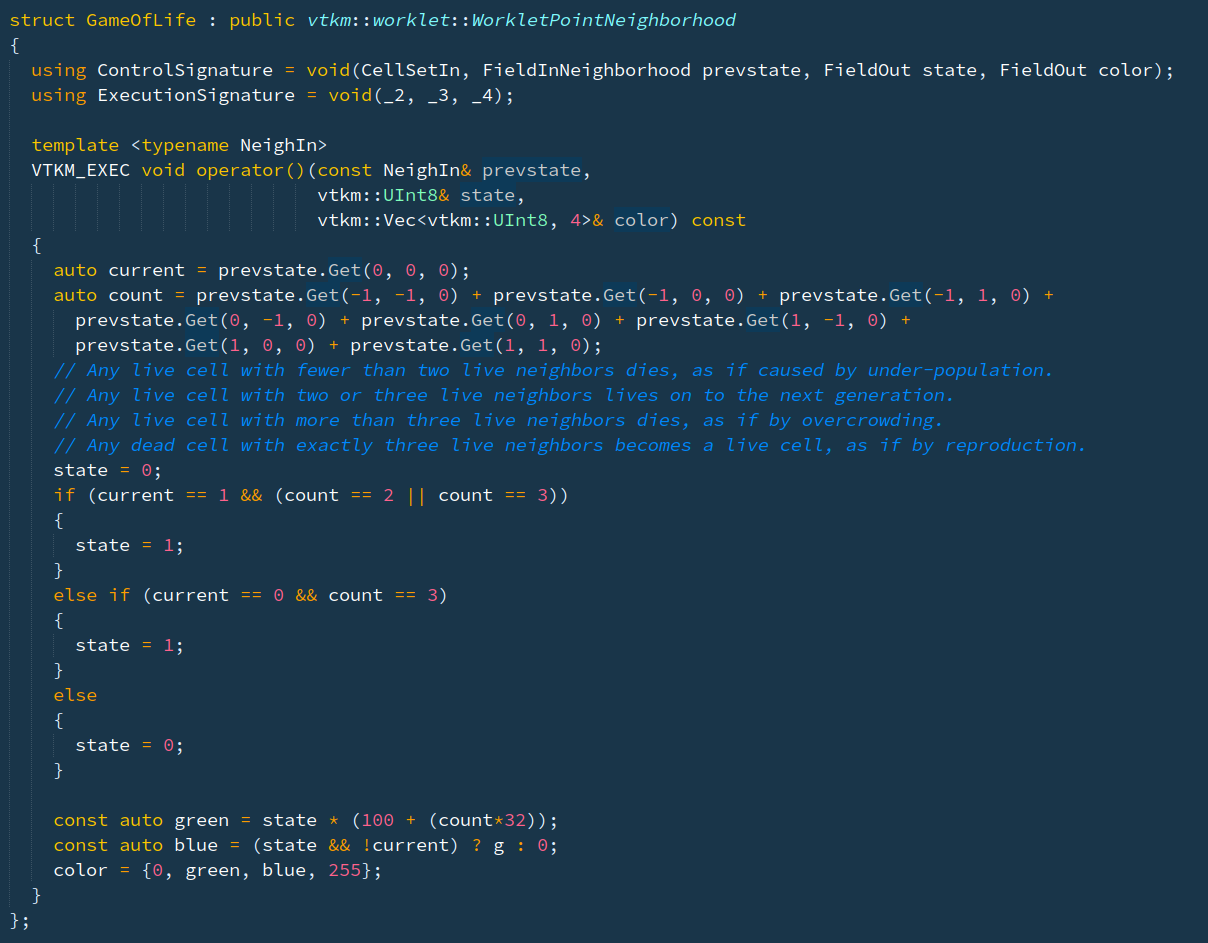 struct GameOfLife : public vtkm::worklet::WorkletPointNeighborhood
{
  using ControlSignature = void(CellSetIn, FieldInNeighborhood prevstate, FieldOut state, FieldOut color);
  using ExecutionSignature = void(_2, _3, _4);

  template <typename NeighIn>
  VTKM_EXEC void operator()(const NeighIn& prevstate,
                            vtkm::UInt8& state,
                            vtkm::Vec<vtkm::UInt8, 4>& color) const
  {
    auto current = prevstate.Get(0, 0, 0);
    auto count = prevstate.Get(-1, -1, 0) + prevstate.Get(-1, 0, 0) + prevstate.Get(-1, 1, 0) +
      prevstate.Get(0, -1, 0) + prevstate.Get(0, 1, 0) + prevstate.Get(1, -1, 0) +
      prevstate.Get(1, 0, 0) + prevstate.Get(1, 1, 0);
    // Any live cell with fewer than two live neighbors dies, as if caused by under-population.
    // Any live cell with two or three live neighbors lives on to the next generation.
    // Any live cell with more than three live neighbors dies, as if by overcrowding.
    // Any dead cell with exactly three live neighbors becomes a live cell, as if by reproduction.
    state = 0;
    if (current == 1 && (count == 2 || count == 3))
    {
      state = 1;
    }
    else if (current == 0 && count == 3)
    {
      state = 1;
    }
    else
    {
      state = 0;
    }

    const auto green = state * (100 + (count*32));
    const auto blue = (state && !current) ? g : 0;
    color = {0, green, blue, 255};
  }
};